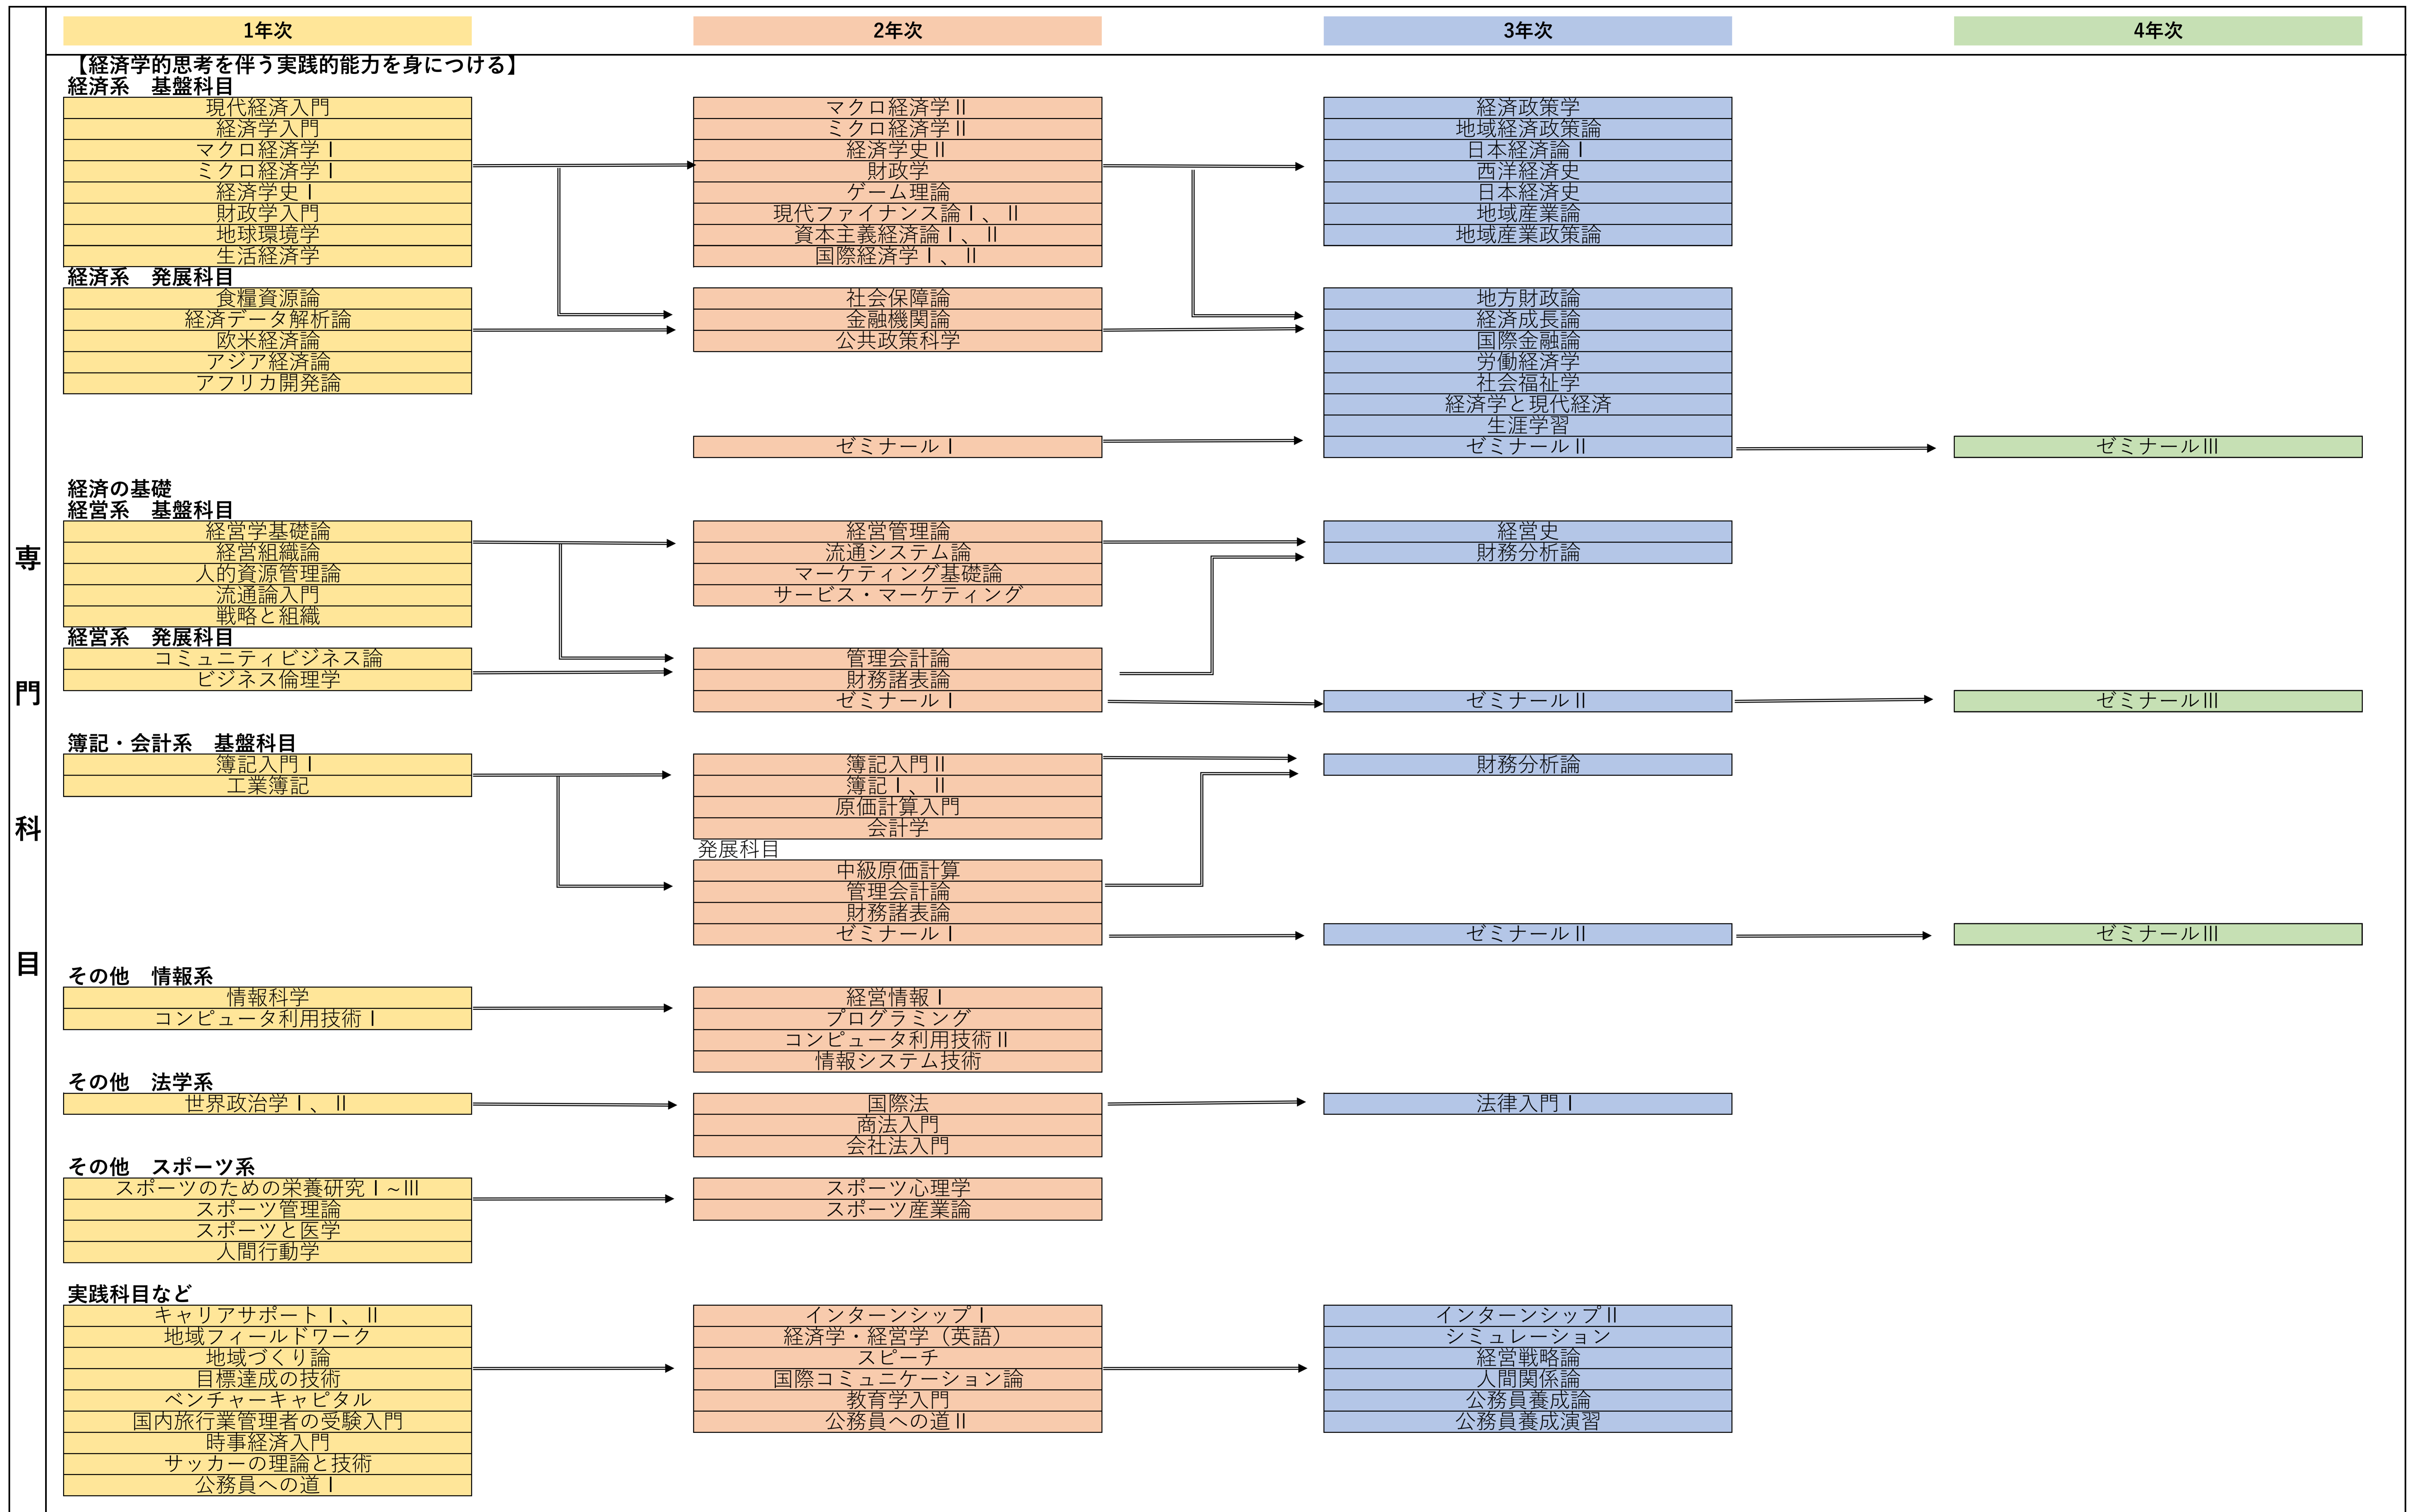 1年次
2年次
3年次
4年次
専門科目
【経済学的思考を伴う実践的能力を身につける】
経済系　基盤科目
現代経済入門
経済学入門
マクロ経済学Ⅰ
ミクロ経済学Ⅰ
経済学史Ⅰ
財政学入門
地球環境学
生活経済学
マクロ経済学Ⅱ
ミクロ経済学Ⅱ
経済学史Ⅱ
財政学
ゲーム理論
現代ファイナンス論Ⅰ、Ⅱ
資本主義経済論Ⅰ、Ⅱ
国際経済学Ⅰ、Ⅱ
経済政策学
地域経済政策論
日本経済論Ⅰ
西洋経済史
日本経済史
地域産業論
地域産業政策論
経済系　発展科目
食糧資源論
経済データ解析論
欧米経済論
アジア経済論
アフリカ開発論
社会保障論
金融機関論
公共政策科学
ゼミナールⅠ
地方財政論
経済成長論
国際金融論
労働経済学
社会福祉学
経済学と現代経済
生涯学習
ゼミナールⅡ
ゼミナールⅢ
経済の基礎
経営系　基盤科目
経営学基礎論
経営組織論
人的資源管理論
流通論入門
戦略と組織
経営管理論
流通システム論
マーケティング基礎論
サービス・マーケティング
経営史
財務分析論
経営系　発展科目
コミュニティビジネス論
ビジネス倫理学
管理会計論
財務諸表論
ゼミナールⅠ
ゼミナールⅡ
ゼミナールⅢ
簿記・会計系　基盤科目
簿記入門Ⅰ
工業簿記
簿記入門Ⅱ
簿記Ⅰ、Ⅱ
原価計算入門
会計学
財務分析論
発展科目
中級原価計算
管理会計論
財務諸表論
ゼミナールⅠ
ゼミナールⅡ
ゼミナールⅢ
その他　情報系
情報科学
コンピュータ利用技術Ⅰ
経営情報Ⅰ
プログラミング
コンピュータ利用技術Ⅱ
情報システム技術
その他　法学系
世界政治学Ⅰ、Ⅱ
国際法
商法入門
会社法入門
法律入門Ⅰ
その他　スポーツ系
スポーツのための栄養研究Ⅰ~Ⅲ
スポーツ管理論
スポーツと医学
人間行動学
スポーツ心理学
スポーツ産業論
実践科目など
キャリアサポートⅠ、Ⅱ
地域フィールドワーク
地域づくり論
目標達成の技術
ベンチャーキャピタル
国内旅行業管理者の受験入門
時事経済入門
サッカーの理論と技術
公務員への道Ⅰ
インターンシップⅠ
経済学・経営学（英語）
スピーチ
国際コミュニケーション論
教育学入門
公務員への道Ⅱ
インターンシップⅡ
シミュレーション
経営戦略論
人間関係論
公務員養成論
公務員養成演習